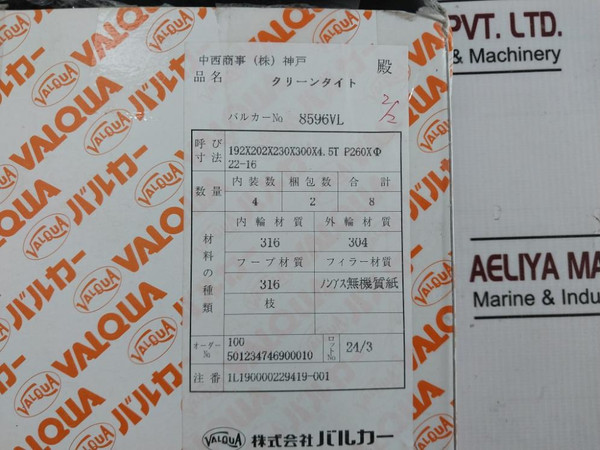 中西商事（株）神戸 殿
品名 クリーンタイト
2/2
バルカーNo 8596VL
呼び寸法 192X202X230X300X4.5T P260XΦ
22-16
数量 内装数 梱包数 合計
4 2 8
材料の種類
内輪材質 外輪材質
316 304
フープ材質 フィラー材質
316 ノンアス無機質紙
枝
オーダーNo 100
501234746900010
ロットNo 24/3
注番 1L190000229419-001
VALQUA 株式会社バルカー
VALQUA バルカー
PVT. LTD.
& Machinery
AELIYA MA
Marine & Indu